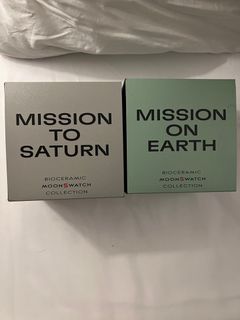 MISSION
TO
SATURN
BIOCERAMIC
MOONSWATCH
COLLECTION
MISSION
ON
EARTH
BIOCERAMIC
MOONSWATCH
COLLECTION